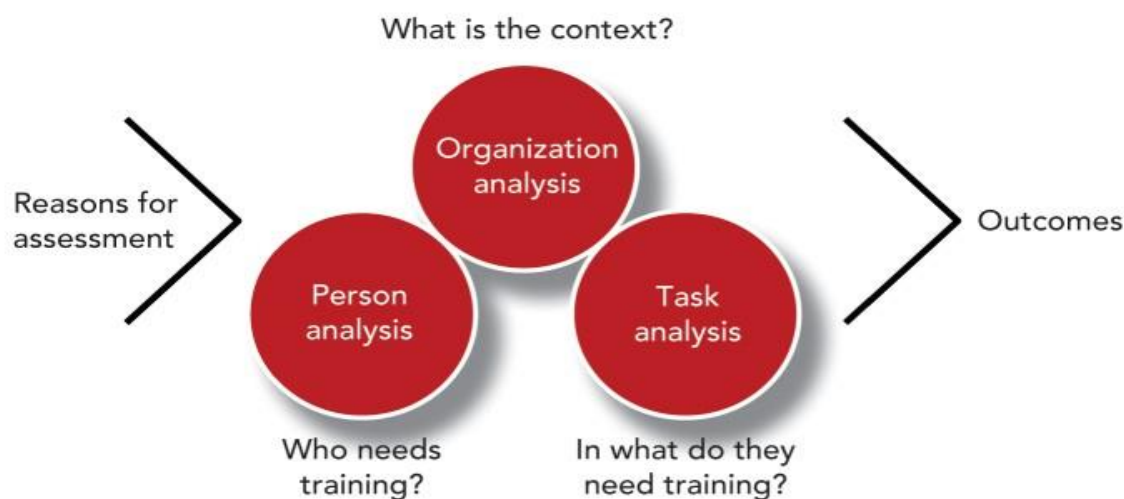 What is the context?
Organization
analysis
Reasons for
assessment
Outcomes
Person
analysis
Task
analysis
Who needs
training?
In what do they
need training?